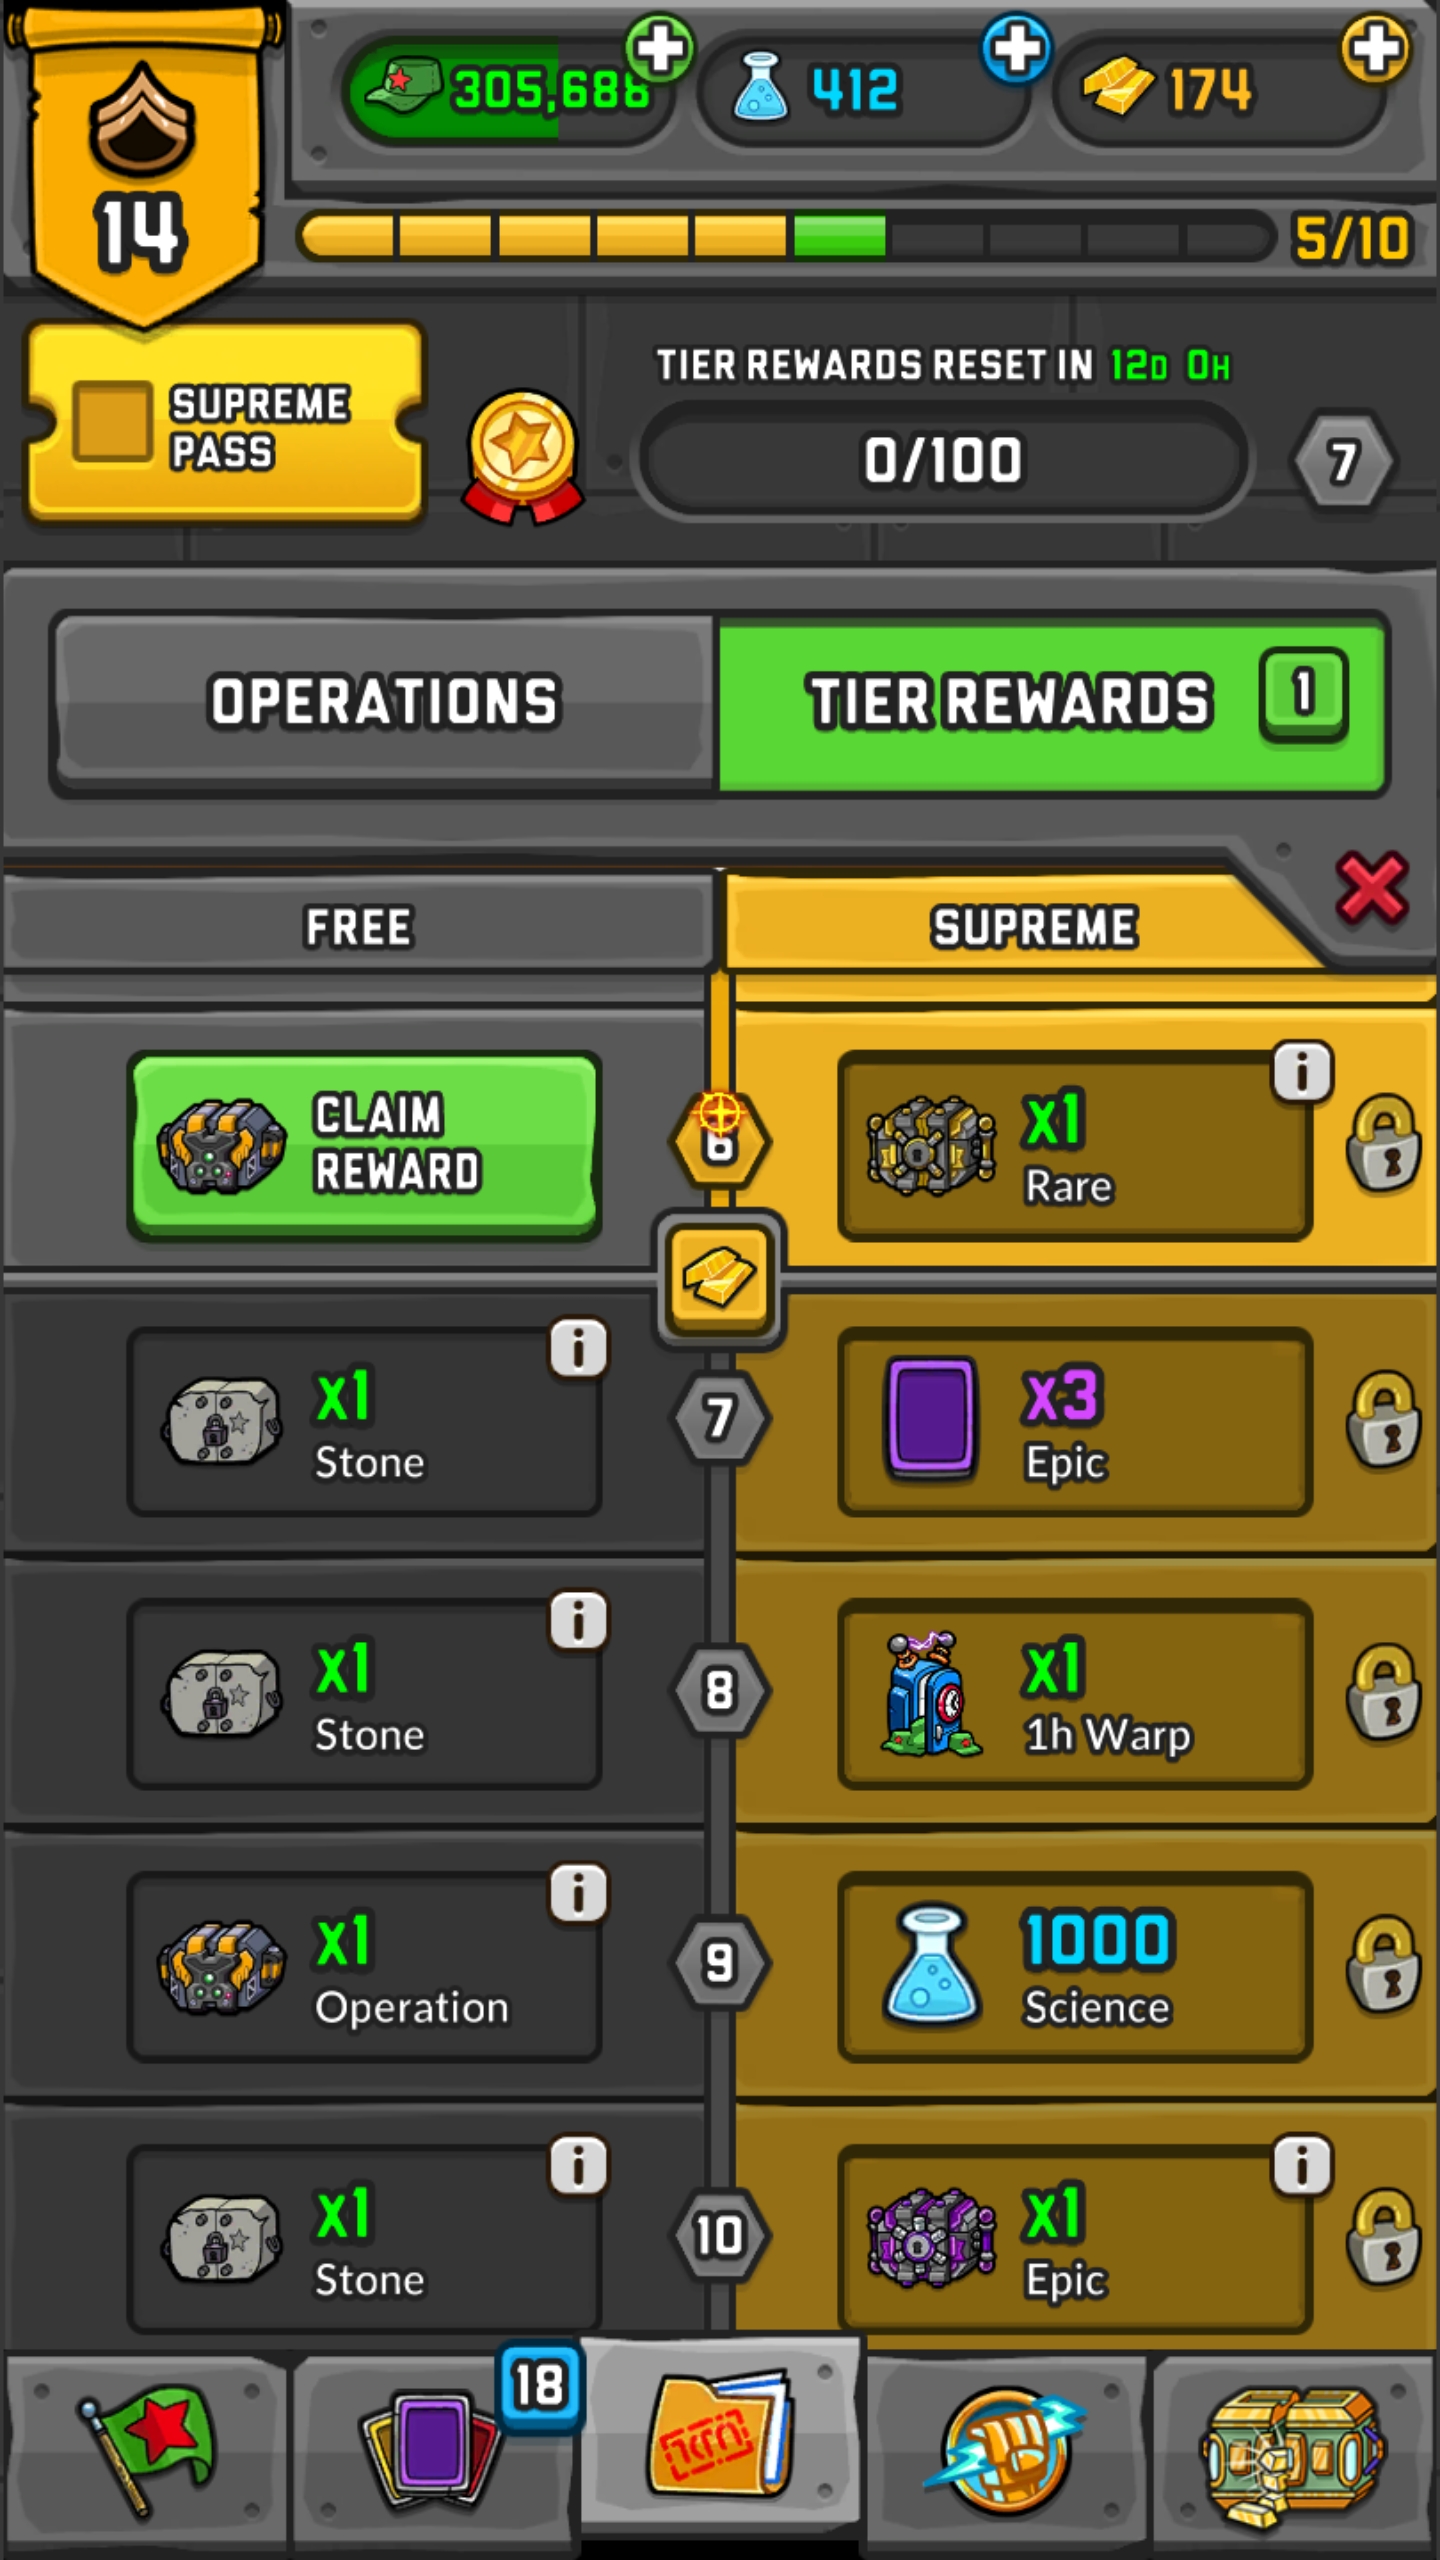 305,688
412
174
14
5/10
SUPREME
PASS
TIER REWARDS RESET IN 12D 0H
0/100
7
OPERATIONS
TIER REWARDS
1
FREE
SUPREME
CLAIM
REWARD
6
x1
Rare
x1
Stone
7
x3
Epic
x1
Stone
8
x1
1h Warp
x1
Operation
9
1000
Science
x1
Stone
10
x1
Epic
18